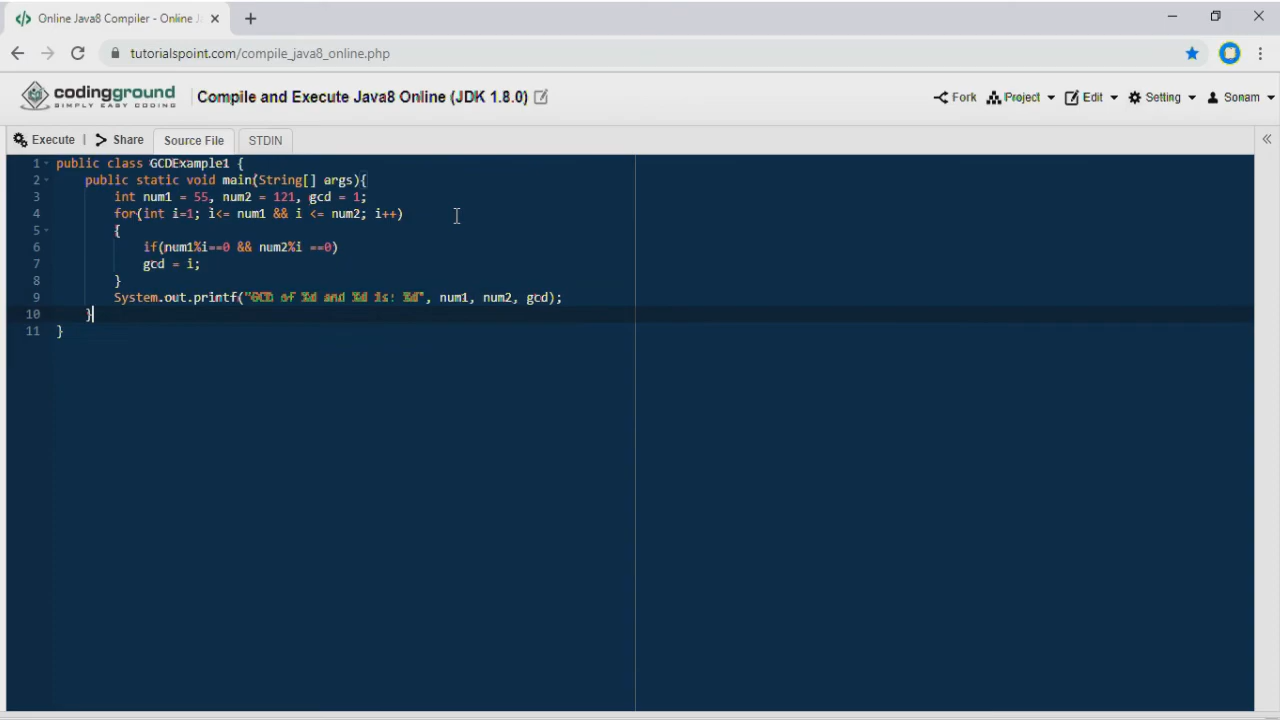 Online Java8 Compiler - Online J
tutorialspoint.com/compile_java8_online.php
codingground
SIMPLY EASY CODING
Compile and Execute Java8 Online (JDK 1.8.0)
Fork Project Edit Setting Sonam
Execute | Share Source File STDIN
1 public class GCDExample1 {
2 public static void main(String[] args){
3 int num1 = 55, num2 = 121, gcd = 1;
4 for(int i=1; i<= num1 && i <= num2; i++)
5 {
6 if(num1%i==0 && num2%i ==0)
7 gcd = i;
8 }
9 System.out.printf("GCD of %d and %d is: %d", num1, num2, gcd);
10 }
11 }